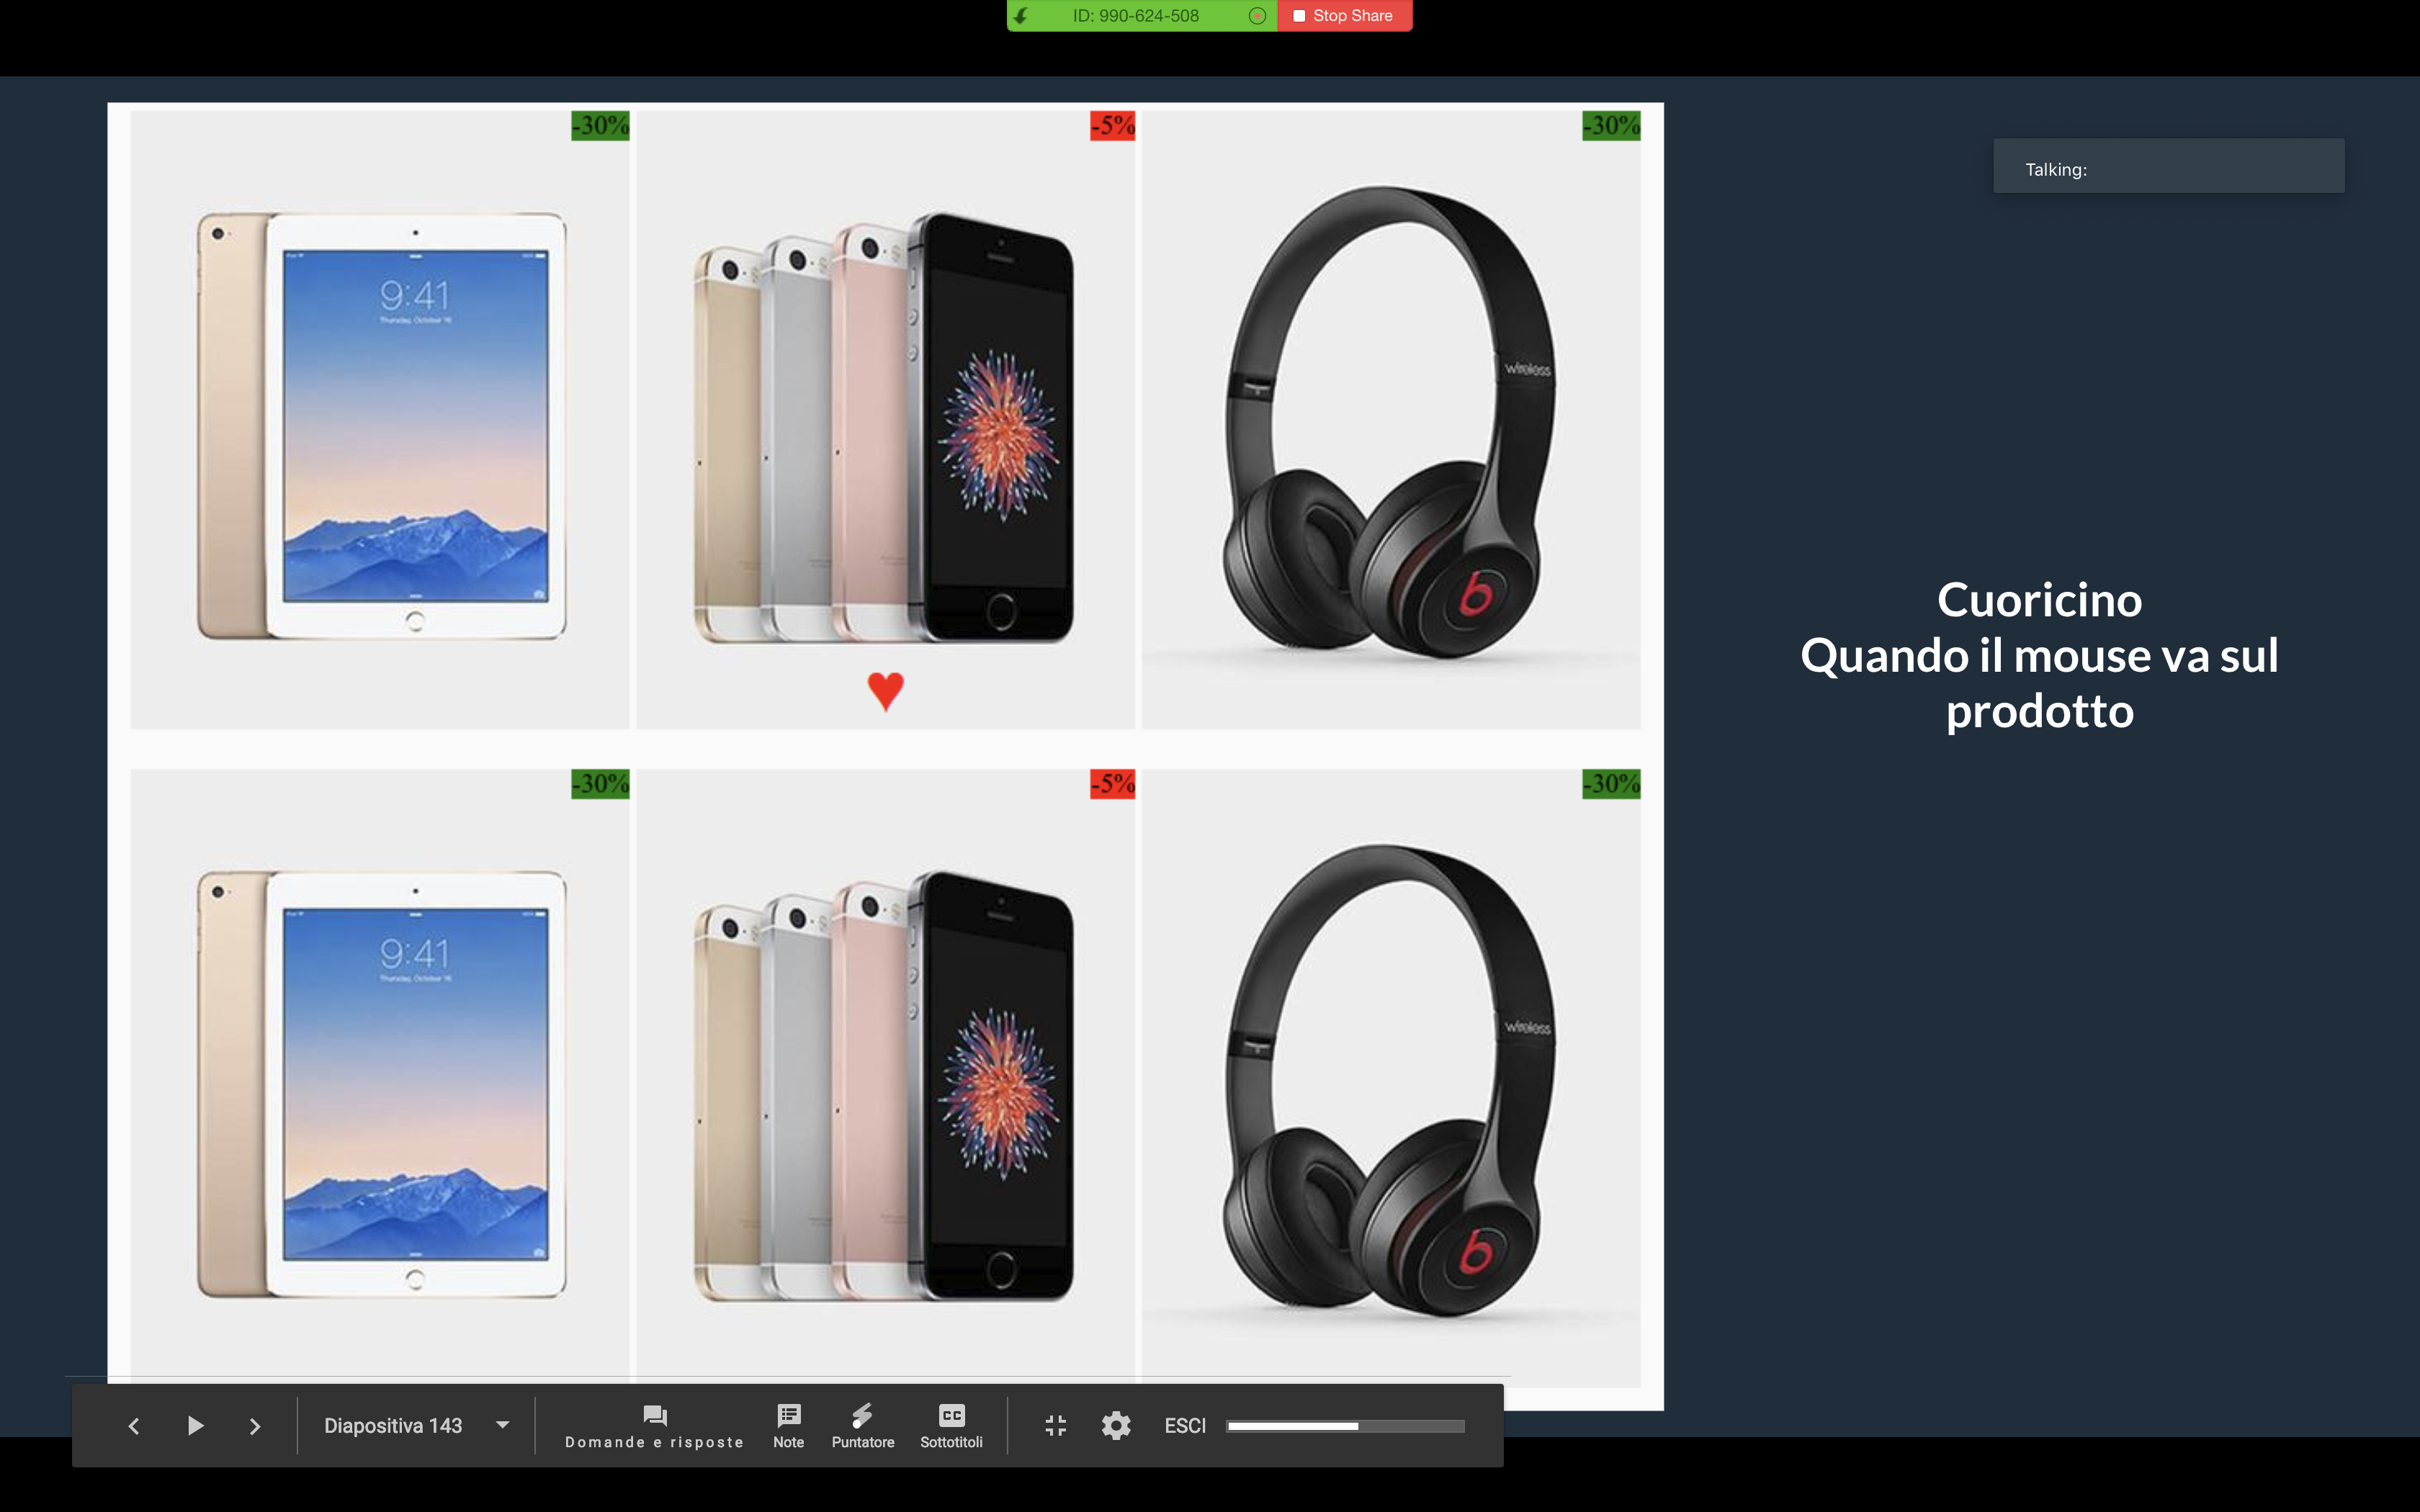 ID: 990-624-508 Stop Share
-30% -5% -30%
Talking:
9:41
wireless
b
Cuoricino
Quando il mouse va sul
prodotto
♥
-30% -5% -30%
9:41
wireless
b
Diapositiva 143
Domande e risposte
Note
Puntatore
CC
Sottotitoli
ESCI